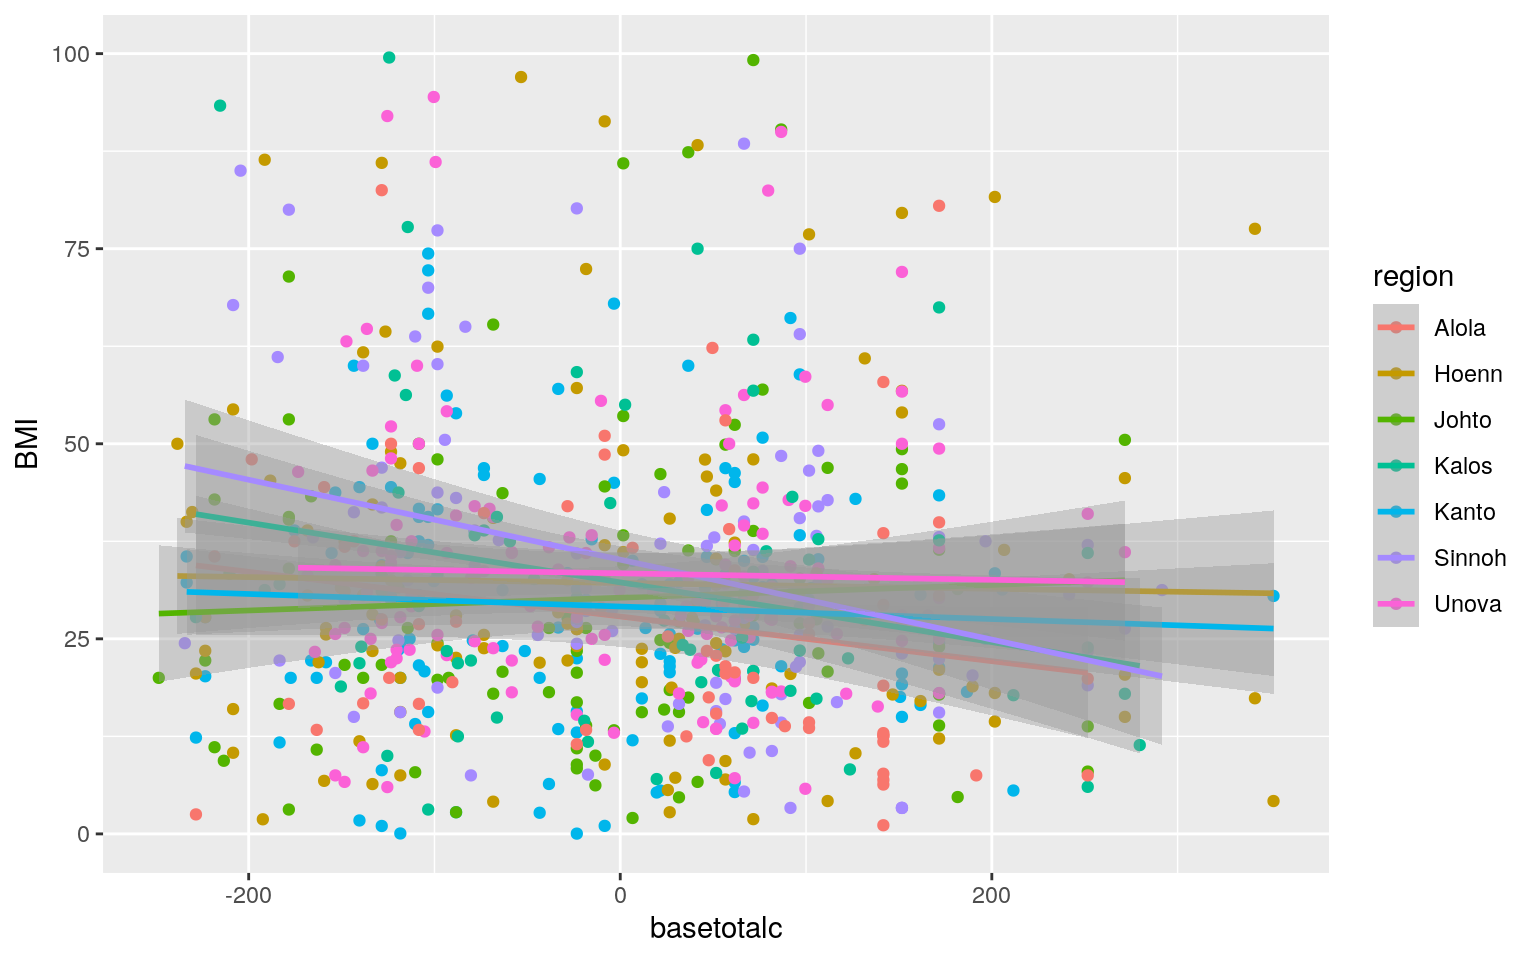 100
75
50
25
0
BMI
-200
0
200
basetotalc
region
Alola
Hoenn
Johto
Kalos
Kanto
Sinnoh
Unova